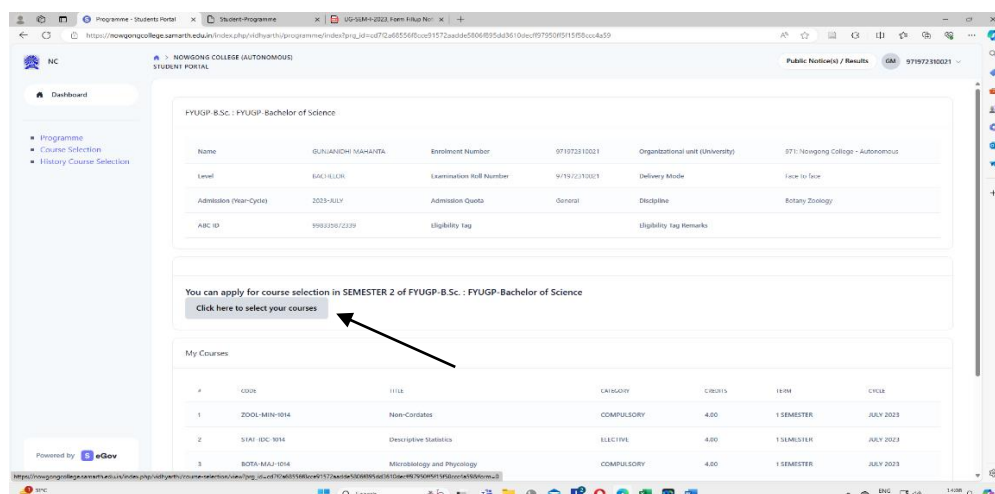 Programme - Students Portal
Student-Programme
UG-SEM-I-2023, Form Fillup Not
https://nowgongcollege.samarth.edu.in/index.php/vidhyarthi/programme/index?prg_id=
NC
NOWGONG COLLEGE (AUTONOMOUS)
STUDENT PORTAL
Public Notice(s) / Results
GM
971972310021
Dashboard
Programme
Course Selection
History Course Selection
FYUGP-B.Sc. : FYUGP-Bachelor of Science
Name GUNJANIDHI MAHANTA Enrolment Number 971972310021 Organizational unit (University) 971: Nowgong College - Autonomous
Level BACHELOR Examination Roll Number 971972310021 Delivery Mode Face to face
Admission (Year-Cycle) 2023-JULY Admission Quota General Discipline Botany Zoology
ABC ID 998335872339 Eligibility Tag Eligibility Tag Remarks
You can apply for course selection in SEMESTER 2 of FYUGP-B.Sc. : FYUGP-Bachelor of Science
Click here to select your courses
My Courses
# CODE TITLE CATEGORY CREDITS TERM CYCLE
1 ZOOL-MIN-1014 Non-Cordates COMPULSORY 4.00 1 SEMESTER JULY 2023
2 STAT-IDC-1014 Descriptive Statistics ELECTIVE 4.00 1 SEMESTER JULY 2023
3 BOTA-MAJ-1014 Microbiology and Phycology COMPULSORY 4.00 1 SEMESTER JULY 2023
Powered by S eGov
Search
ENG